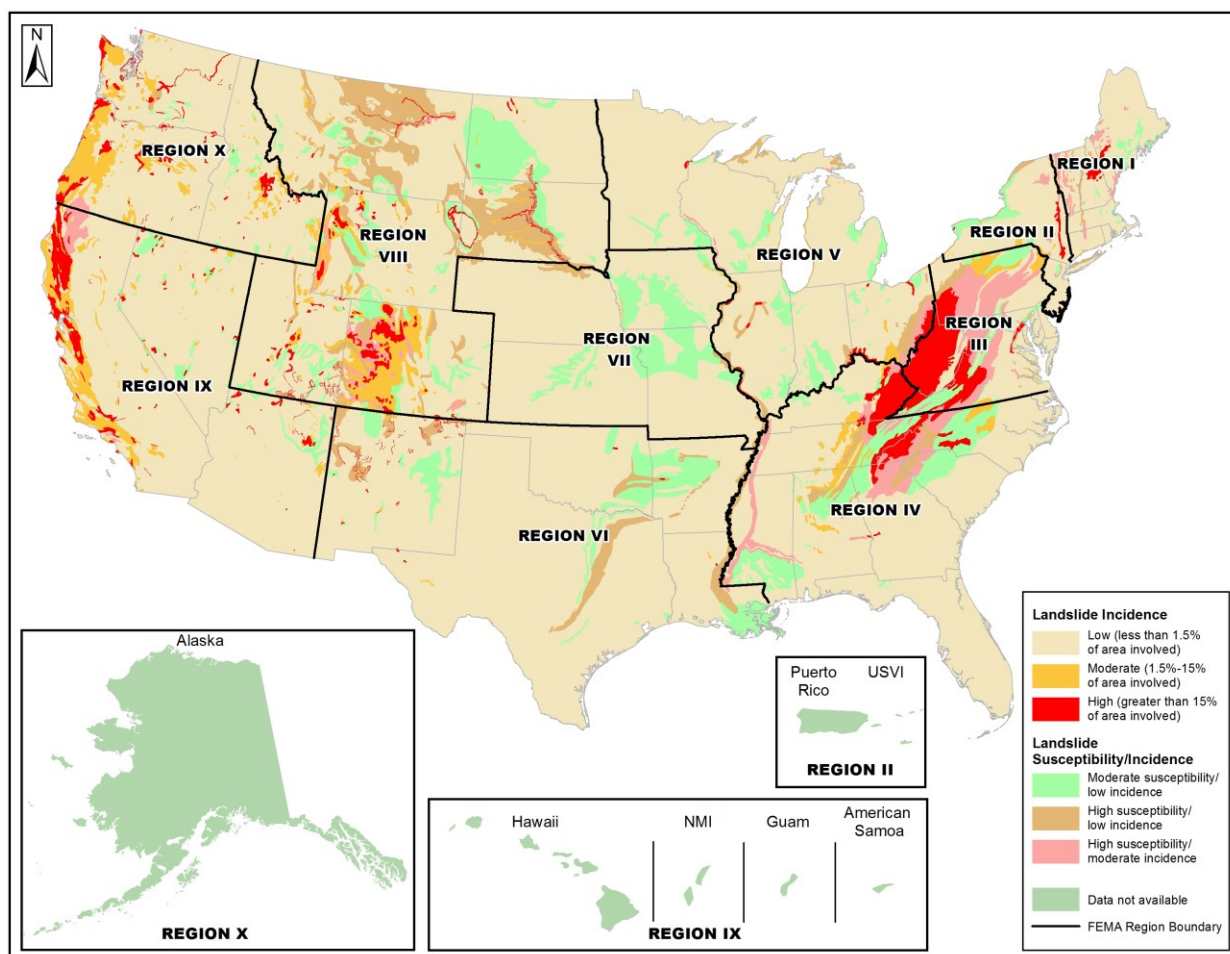 N
REGION X
REGION I
REGION II
REGION
VIII
REGION V
REGION
III
REGION
VII
REGION IX
REGION IV
REGION VI
Alaska
REGION X
Puerto
Rico
USVI
REGION II
Hawaii
NMI
Guam
American
Samoa
REGION IX
Landslide Incidence
Low (less than 1.5%
of area involved)
Moderate (1.5%-15%
of area involved)
High (greater than 15%
of area involved)
Landslide
Susceptibility/Incidence
Moderate susceptibility/
low incidence
High susceptibility/
low incidence
High susceptibility/
moderate incidence
Data not available
FEMA Region Boundary